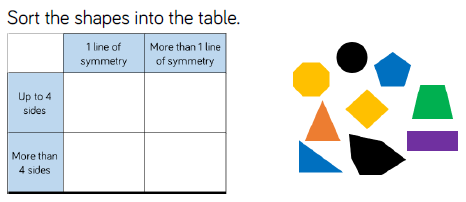 Sort the shapes into the table.
1 line of
symmetry
More than 1 line
of symmetry
Up to 4
sides
More than
4 sides